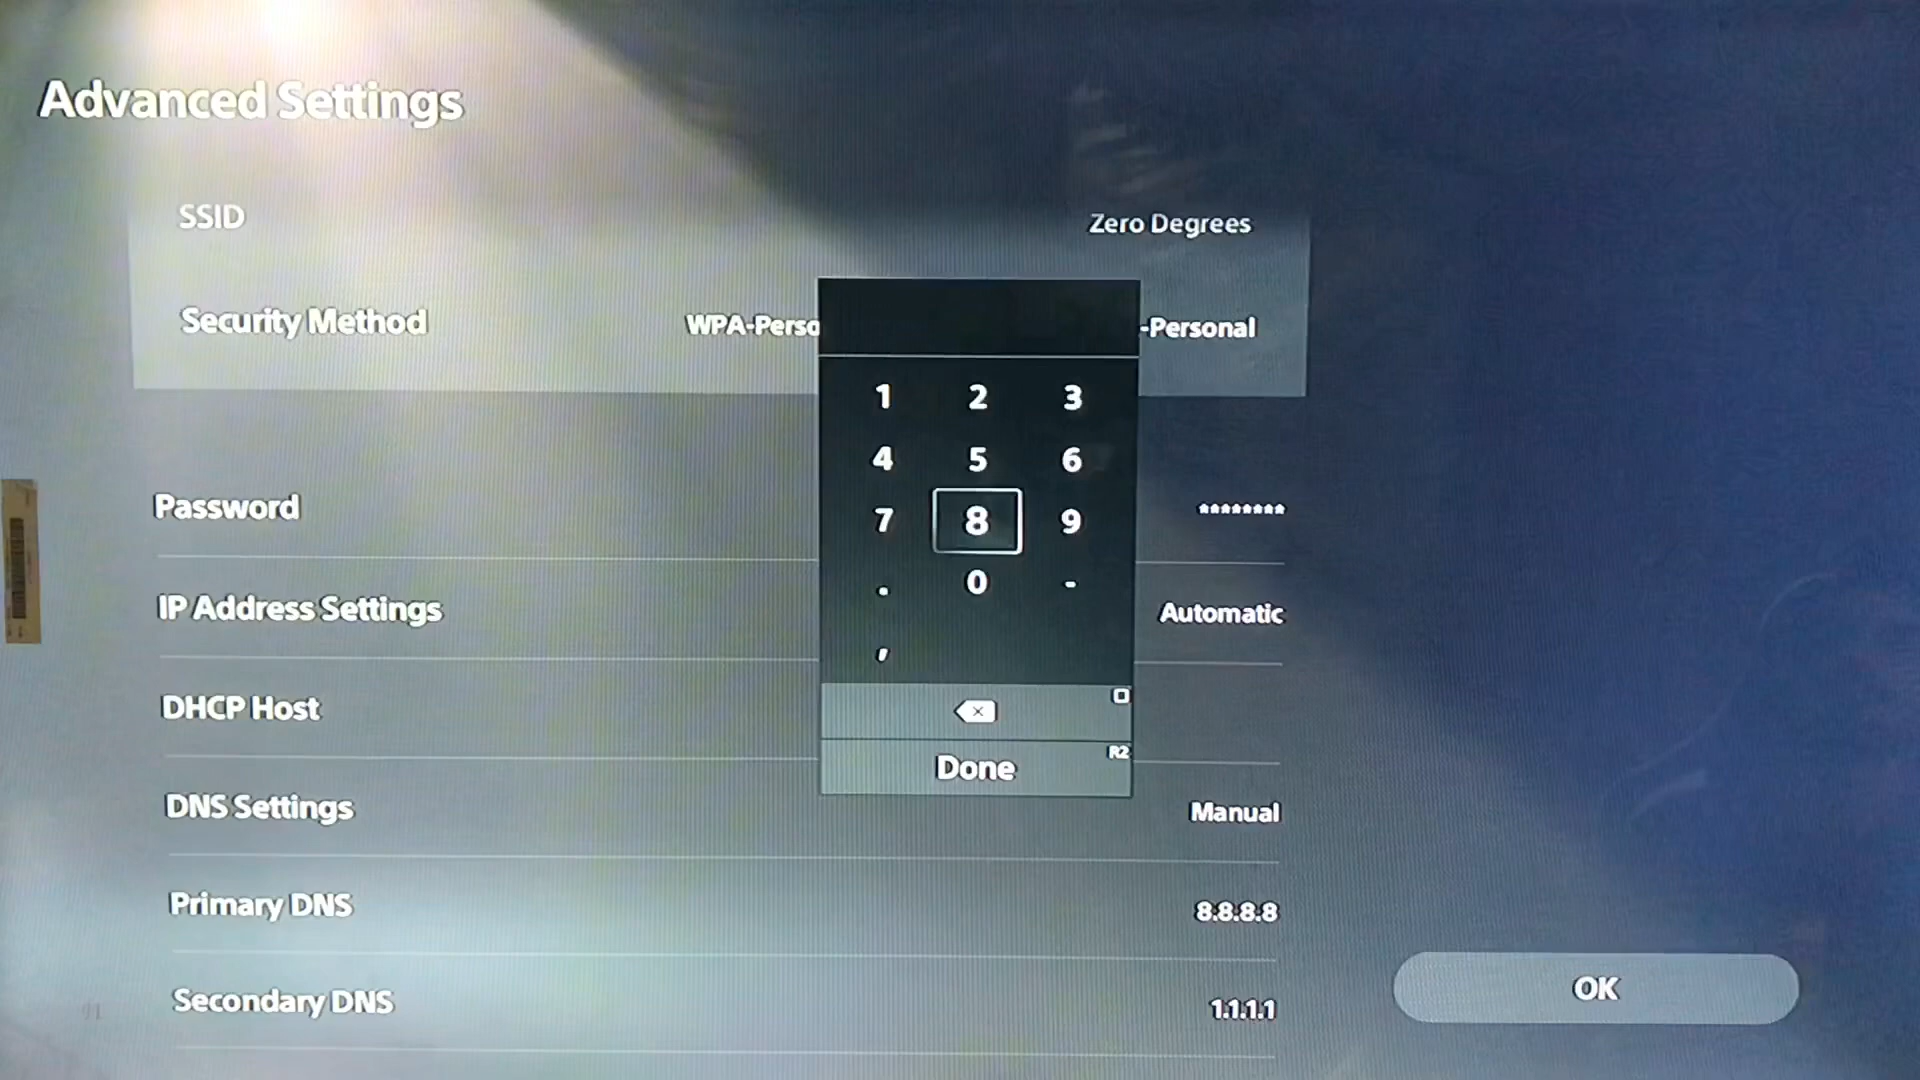 Advanced Settings
SSID Zero Degrees
Security Method WPA-Perso -Personal
1 2 3
4 5 6
7 8 9
. 0 -
,
Done R2
Password ********
IP Address Settings Automatic
DHCP Host
DNS Settings Manual
Primary DNS 8.8.8.8
Secondary DNS 1.1.1.1
OK